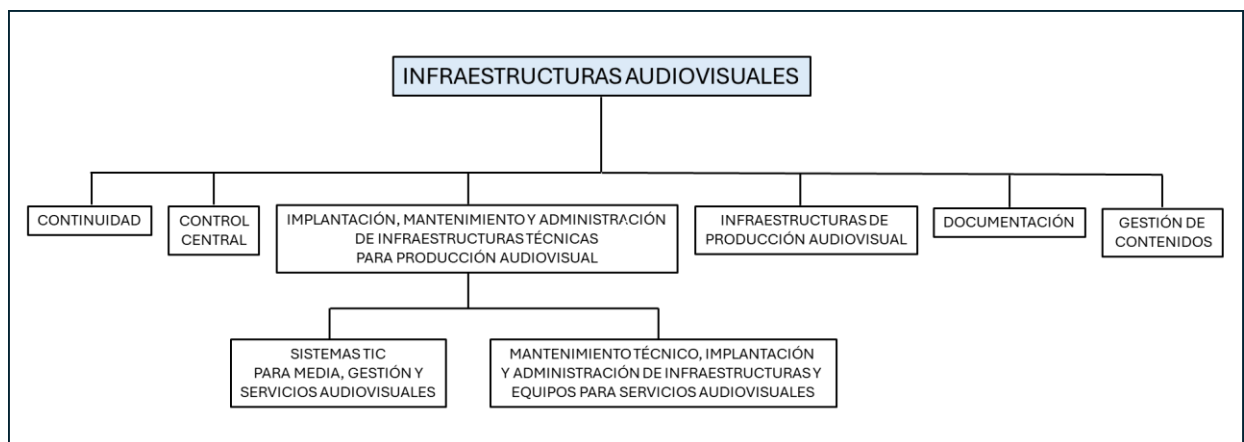 INFRAESTRUCTURAS AUDIOVISUALES
CONTINUIDAD
CONTROL
CENTRAL
IMPLANTACIÓN, MANTENIMIENTO Y ADMINISTRACIÓN
DE INFRAESTRUCTURAS TÉCNICAS
PARA PRODUCCIÓN AUDIOVISUAL
INFRAESTRUCTURAS DE
PRODUCCIÓN AUDIOVISUAL
DOCUMENTACIÓN
GESTIÓN DE
CONTENIDOS
SISTEMAS TIC
PARA MEDIA, GESTIÓN Y
SERVICIOS AUDIOVISUALES
MANTENIMIENTO TÉCNICO, IMPLANTACIÓN
Y ADMINISTRACIÓN DE INFRAESTRUCTURAS Y
EQUIPOS PARA SERVICIOS AUDIOVISUALES